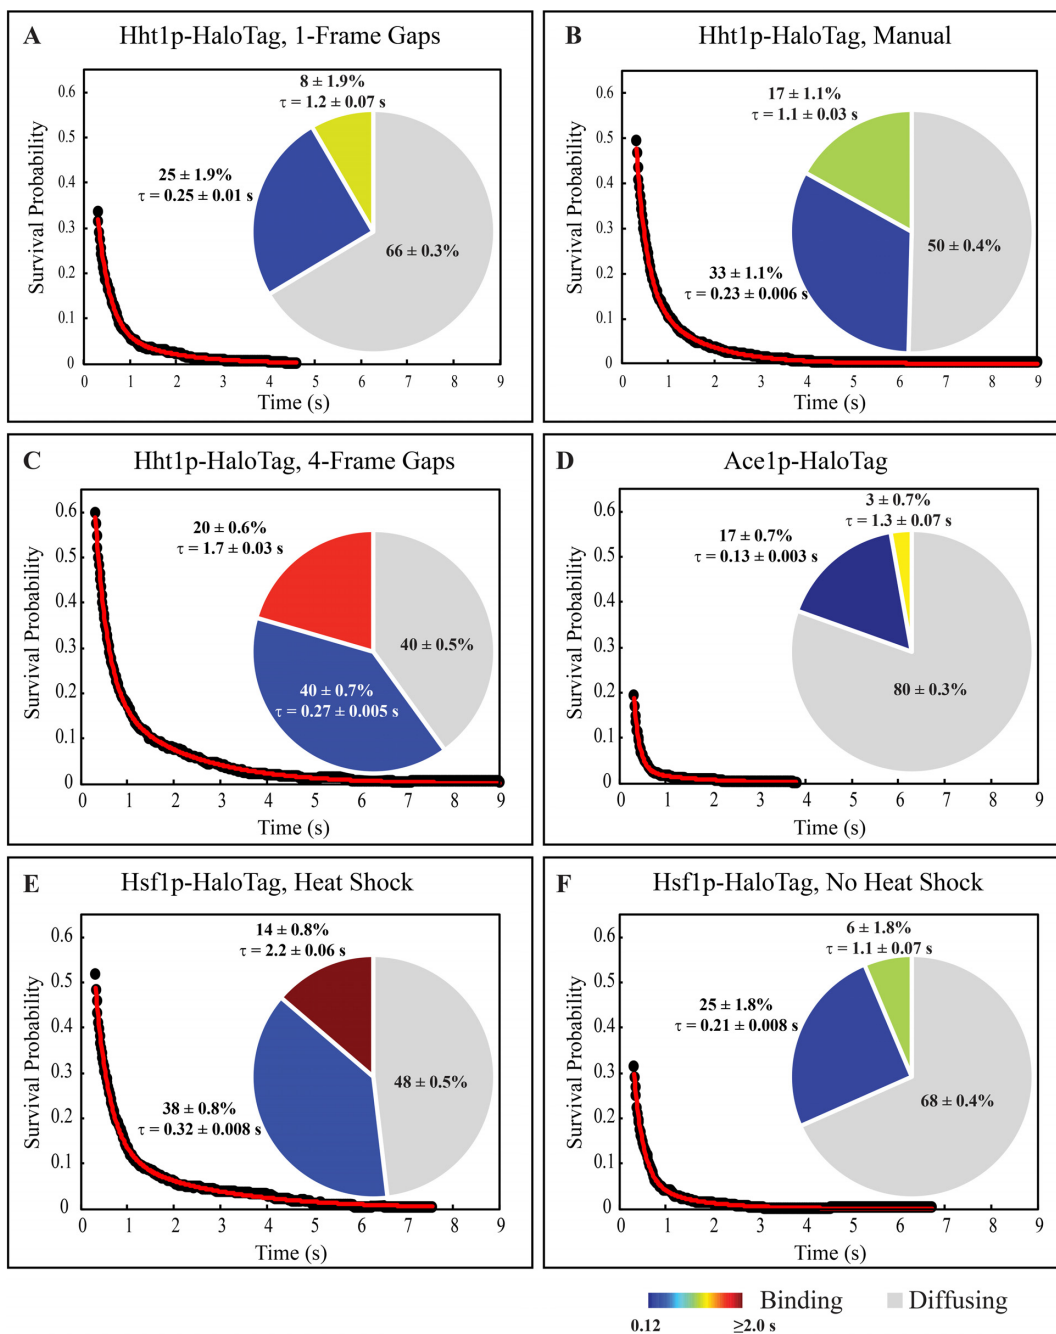 A Hht1p-HaloTag, 1-Frame Gaps
Survival Probability
0.6
0.5
0.4
0.3
0.2
0.1
0
0 1 2 3 4 5 6 7 8 9
Time (s)
8 ± 1.9%
τ = 1.2 ± 0.07 s
25 ± 1.9%
τ = 0.25 ± 0.01 s
66 ± 0.3%
B Hht1p-HaloTag, Manual
Survival Probability
0.6
0.5
0.4
0.3
0.2
0.1
0
0 1 2 3 4 5 6 7 8 9
Time (s)
17 ± 1.1%
τ = 1.1 ± 0.03 s
33 ± 1.1%
τ = 0.23 ± 0.006 s
50 ± 0.4%
C Hht1p-HaloTag, 4-Frame Gaps
Survival Probability
0.6
0.5
0.4
0.3
0.2
0.1
0
0 1 2 3 4 5 6 7 8 9
Time (s)
20 ± 0.6%
τ = 1.7 ± 0.03 s
40 ± 0.7%
τ = 0.27 ± 0.005 s
40 ± 0.5%
D Ace1p-HaloTag
Survival Probability
0.6
0.5
0.4
0.3
0.2
0.1
0
0 1 2 3 4 5 6 7 8 9
Time (s)
3 ± 0.7%
τ = 1.3 ± 0.07 s
17 ± 0.7%
τ = 0.13 ± 0.003 s
80 ± 0.3%
E Hsf1p-HaloTag, Heat Shock
Survival Probability
0.6
0.5
0.4
0.3
0.2
0.1
0
0 1 2 3 4 5 6 7 8 9
Time (s)
14 ± 0.8%
τ = 2.2 ± 0.06 s
38 ± 0.8%
τ = 0.32 ± 0.008 s
48 ± 0.5%
F Hsf1p-HaloTag, No Heat Shock
Survival Probability
0.6
0.5
0.4
0.3
0.2
0.1
0
0 1 2 3 4 5 6 7 8 9
Time (s)
6 ± 1.8%
τ = 1.1 ± 0.07 s
25 ± 1.8%
τ = 0.21 ± 0.008 s
68 ± 0.4%
Binding Diffusing
0.12 ≥2.0 s